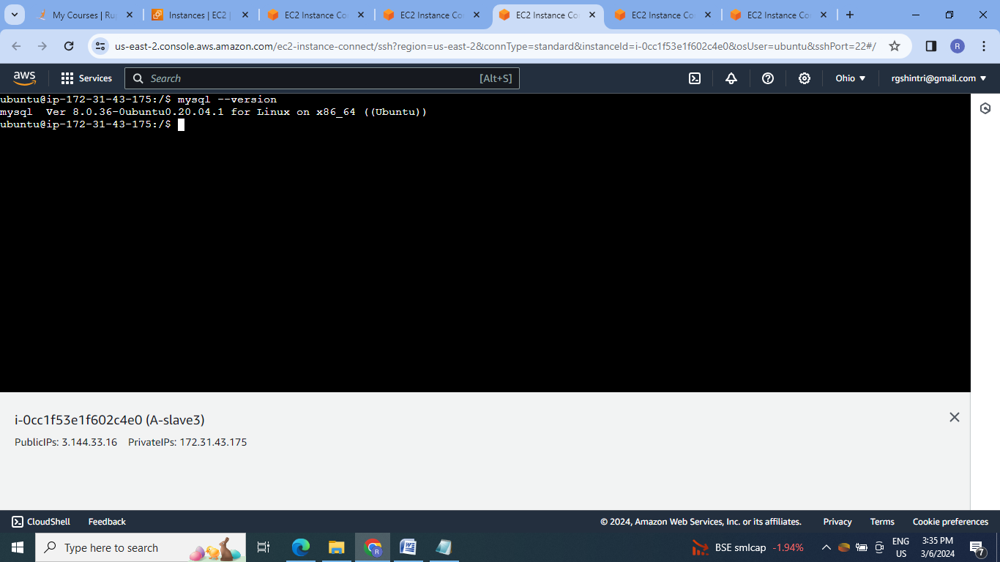 My Courses | Ru
Instances | EC2 |
EC2 Instance Co
EC2 Instance Co
EC2 Instance Co
EC2 Instance Co
EC2 Instance Co
us-east-2.console.aws.amazon.com/ec2-instance-connect/ssh?region=us-east-2&connType=standard&instanceId=i-0cc1f53e1f602c4e0&osUser=ubuntu&sshPort=22#/
R
aws
Services
Search
[Alt+S]
Ohio
rgshintri@gmail.com
ubuntu@ip-172-31-43-175:/$ mysql --version
mysql  Ver 8.0.36-0ubuntu0.20.04.1 for Linux on x86_64 ((Ubuntu))
ubuntu@ip-172-31-43-175:/$
i-0cc1f53e1f602c4e0 (A-slave3)
PublicIPs: 3.144.33.16 PrivateIPs: 172.31.43.175
CloudShell
Feedback
© 2024, Amazon Web Services, Inc. or its affiliates.
Privacy
Terms
Cookie preferences
Type here to search
BSE smlcap -1.94%
ENG
US
3:35 PM
3/6/2024
7